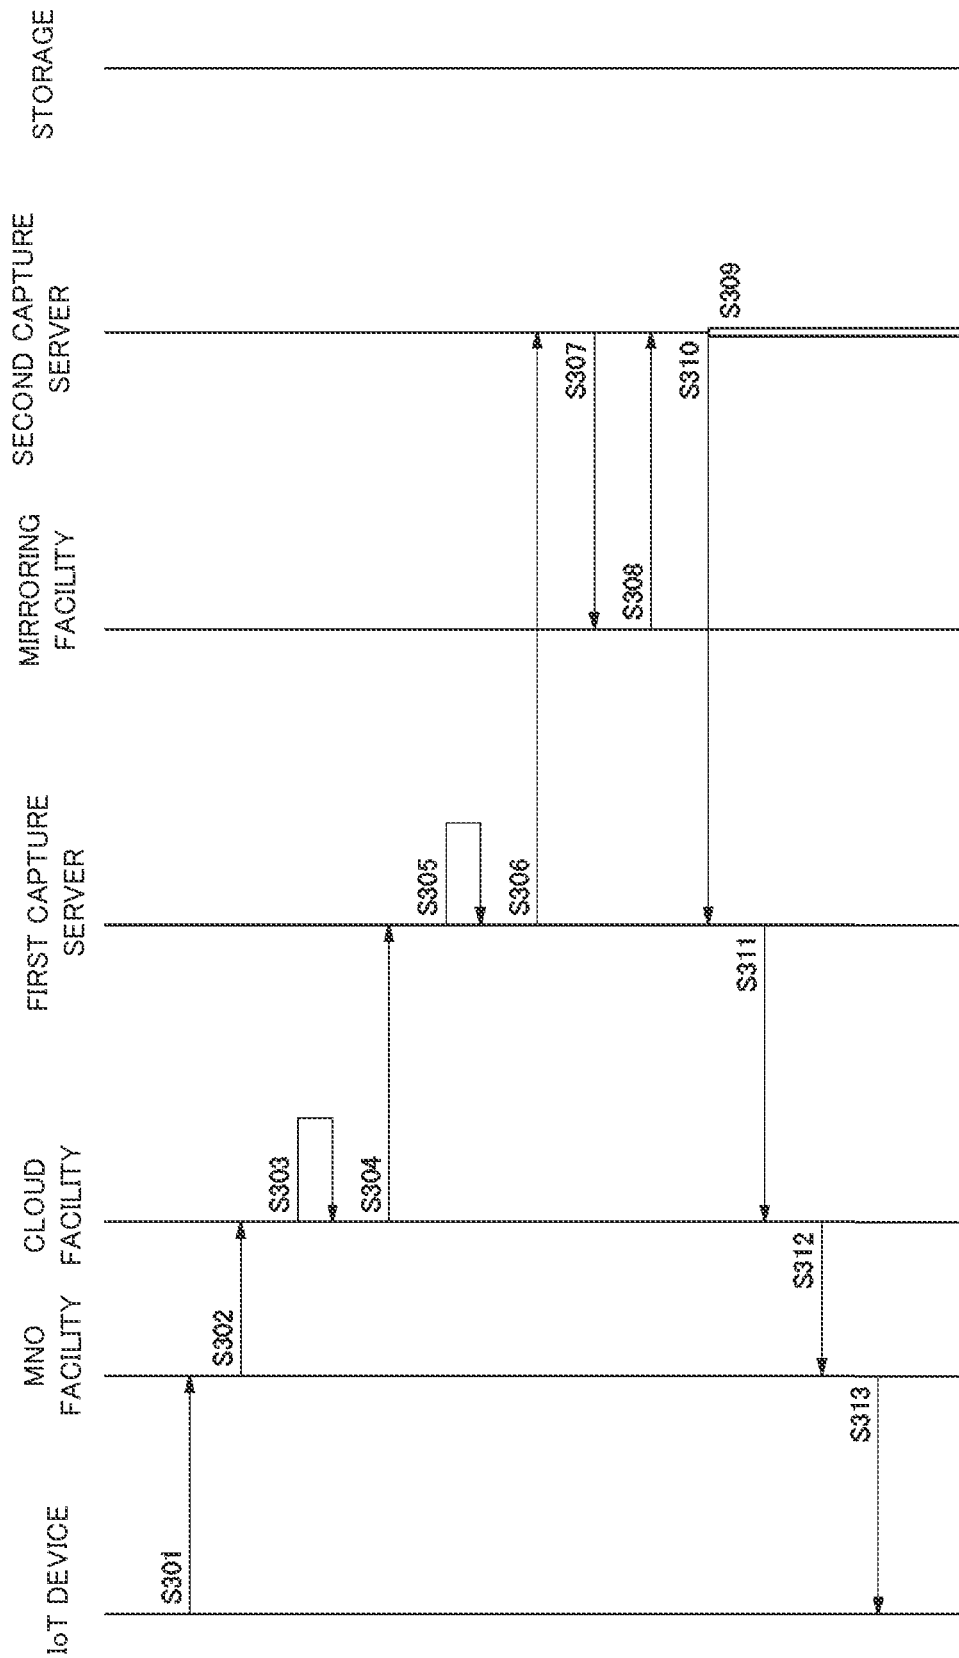 IoT DEVICE
MNO
FACILITY
CLOUD
FACILITY
FIRST CAPTURE
SERVER
MIRRORING
FACILITY
SECOND CAPTURE
SERVER
STORAGE
S301
S302
S303
S304
S305
S306
S307
S308
S309
S310
S311
S312
S313